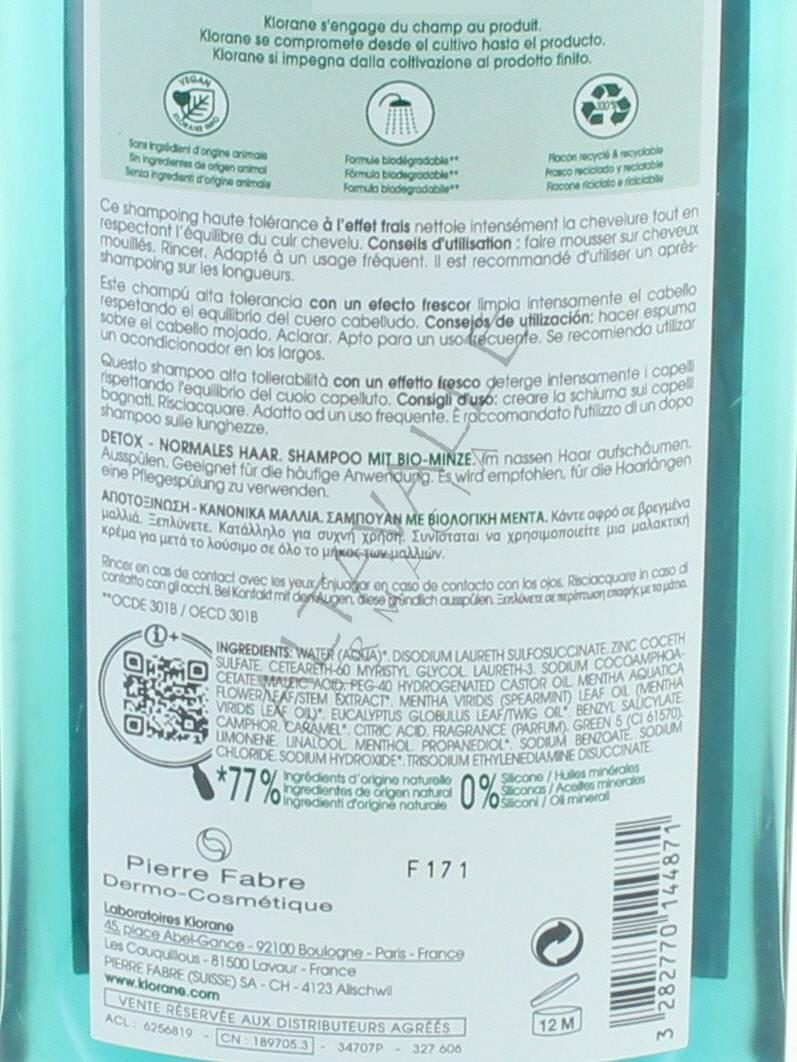 Klorane s'engage du champ au produit.
Klorane se compromete desde el cultivo hasta el producto.
Klorane si impegna dalla coltivazione al prodotto finito.
VEGAN
KLORANE INFO
100%
Sans ingrédient d'origine animale
Sin ingredientes de origen animal
Senza ingredienti d'origine animale
Formule biodégradable**
Fórmula biodegradable**
Formula biodegradabile**
Flacon recyclé & recyclable
Frasco reciclado y reciclable
Flacone riciclato e riciclabile
Ce shampoing haute tolérance à l'effet frais nettoie intensément la chevelure tout en
respectant l'équilibre du cuir chevelu. Conseils d'utilisation : faire mousser sur cheveux
mouillés. Rincer. Adapté à un usage fréquent. Il est recommandé d'utiliser un après-
shampoing sur les longueurs.
Este champú alta tolerancia con un efecto frescor limpia intensamente el cabello
respetando el equilibrio del cuero cabelludo. Consejos de utilización: hacer espuma
sobre el cabello mojado. Aclarar. Apto para un uso frecuente. Se recomienda utilizar
un acondicionador en los largos.
Questo shampoo alta tollerabilità con un effetto fresco deterge intensamente i capelli
rispettando l'equilibrio del cuoio capelluto. Consigli d'uso: creare la schiuma sui capelli
bagnati. Risciacquare. Adatto ad un uso frequente. È raccomandato l'utilizzo di un dopo
shampoo sulle lunghezze.
DETOX - NORMALES HAAR. SHAMPOO MIT BIO-MINZE. Im nassen Haar aufschäumen.
Ausspülen. Geeignet für die häufige Anwendung. Es wird empfohlen, für die Haarlängen
eine Pflegespülung zu verwenden.
ΑΠΟΤΟΞΙΝΩΣΗ - ΚΑΝΟΝΙΚΑ ΜΑΛΛΙΑ. ΣΑΜΠΟΥΑΝ ΜΕ ΒΙΟΛΟΓΙΚΗ ΜΕΝΤΑ. Κάντε αφρό σε βρεγμένα
μαλλιά. Ξεπλύνετε. Κατάλληλο για συχνή χρήση. Συνίσταται να χρησιμοποιείτε μια μαλακτική
κρέμα για μετά το λούσιμο σε όλο το μήκος των μαλλιών.
Rincer en cas de contact avec les yeux. Enjuagar en caso de contacto con los ojos. Risciacquare in caso di
contatto con gli occhi. Bei Kontakt mit den Augen, diese gründlich ausspülen. Ξεπλύνετε σε περίπτωση επαφής με τα μάτια.
**OCDE 301B / OECD 301B
i+
INGREDIENTS: WATER (AQUA)*. DISODIUM LAURETH SULFOSUCCINATE. ZINC COCETH
SULFATE. CETEARETH-60 MYRISTYL GLYCOL. LAURETH-3. SODIUM COCOAMPHOA-
CETATE. MALEIC ACID. PEG-40 HYDROGENATED CASTOR OIL. MENTHA AQUATICA
FLOWER/LEAF/STEM EXTRACT*. MENTHA VIRIDIS (SPEARMINT) LEAF OIL (MENTHA
VIRIDIS LEAF OIL)*. EUCALYPTUS GLOBULUS LEAF/TWIG OIL*. BENZYL SALICYLATE.
CAMPHOR. CARAMEL*. CITRIC ACID. FRAGRANCE (PARFUM). GREEN 5 (CI 61570).
LIMONENE. LINALOOL. MENTHOL. PROPANEDIOL*. SODIUM BENZOATE. SODIUM
CHLORIDE. SODIUM HYDROXIDE*. TRISODIUM ETHYLENEDIAMINE DISUCCINATE.
*77% Ingrédients d'origine naturelle
Ingredientes de origen natural
Ingredienti d'origine naturale
0% Silicone / Huiles minérales
Siliconas / Aceites minerales
Siliconi / Oli minerali
Pierre Fabre
Dermo-Cosmétique
F171
Laboratoires Klorane
45, place Abel-Gance - 92100 Boulogne - Paris - France
Les Cauquillous - 81500 Lavaur - France
PIERRE FABRE (SUISSE) SA - CH - 4123 Allschwil
www.klorane.com
VENTE RÉSERVÉE AUX DISTRIBUTEURS AGRÉÉS
ACL : 6256819 - CN : 189705.3 - 34707P - 327 606
12 M
3 282770 144871
ALTAVALLE
FARMACIA